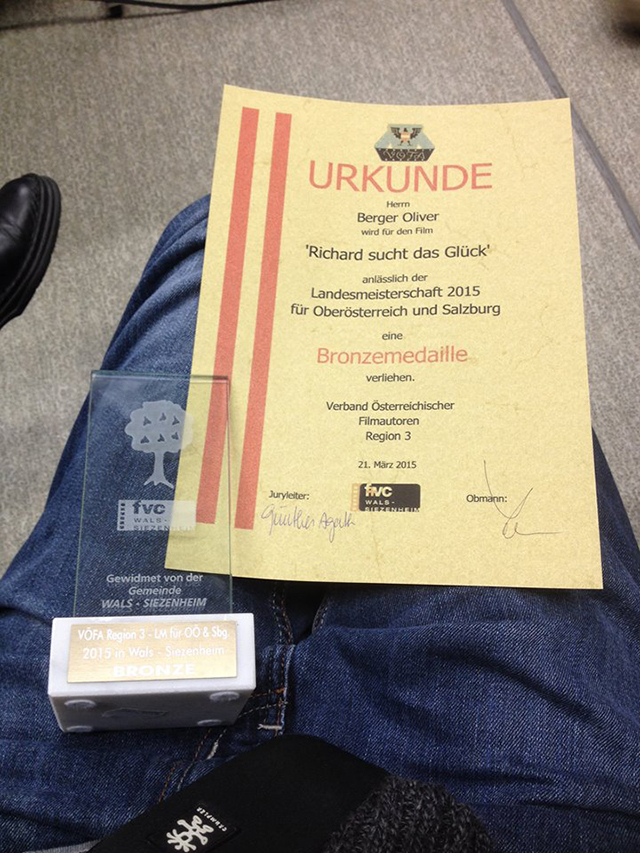 VÖFA
URKUNDE
Herrn
Berger Oliver
wird für den Film
'Richard sucht das Glück'
anlässlich der
Landesmeisterschaft 2015
für Oberösterreich und Salzburg
eine
Bronzemedaille
verliehen.
Verband Österreichischer
Filmautoren
Region 3
21. März 2015
Juryleiter:
fvc
WALS-
SIEZENHEIM
Obmann:
fvc
WALS-
SIEZENHEIM
Gewidmet von der
Gemeinde
WALS - SIEZENHEIM
VÖFA Region 3 - LM für OÖ & Sbg
2015 in Wals - Siezenheim
BRONZE